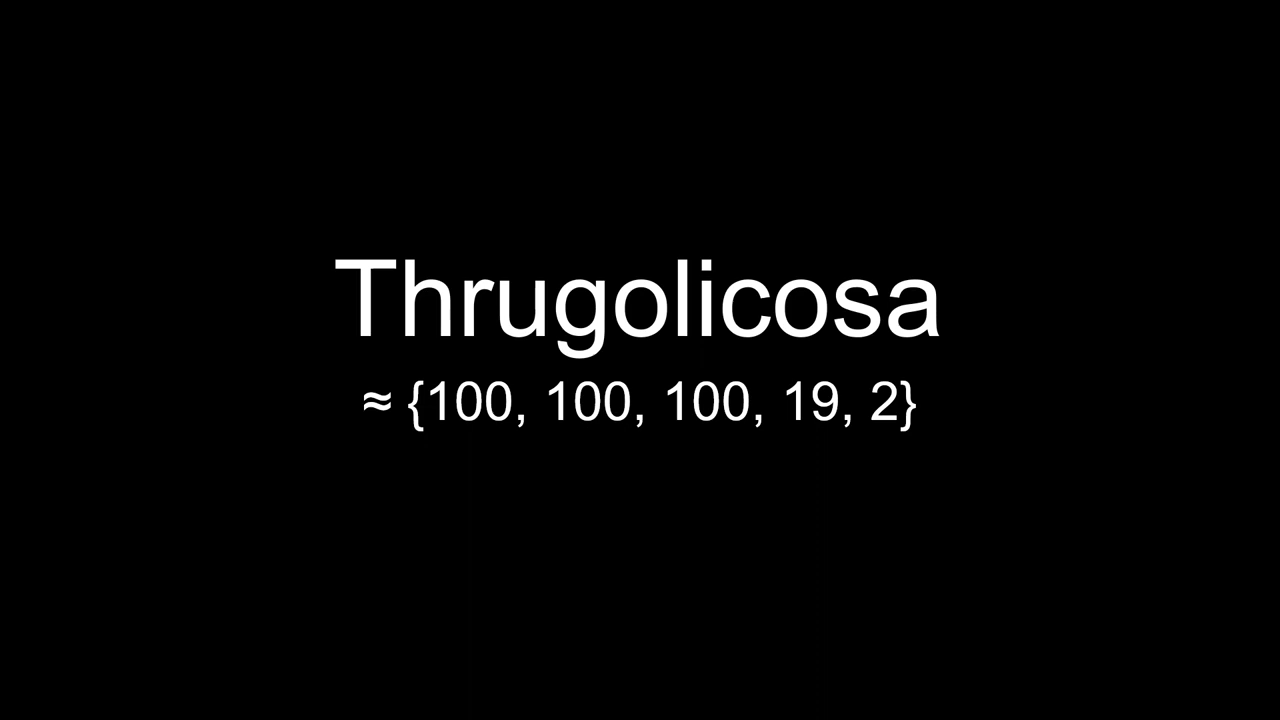 Thrugolicosa
≈ {100, 100, 100, 19, 2}